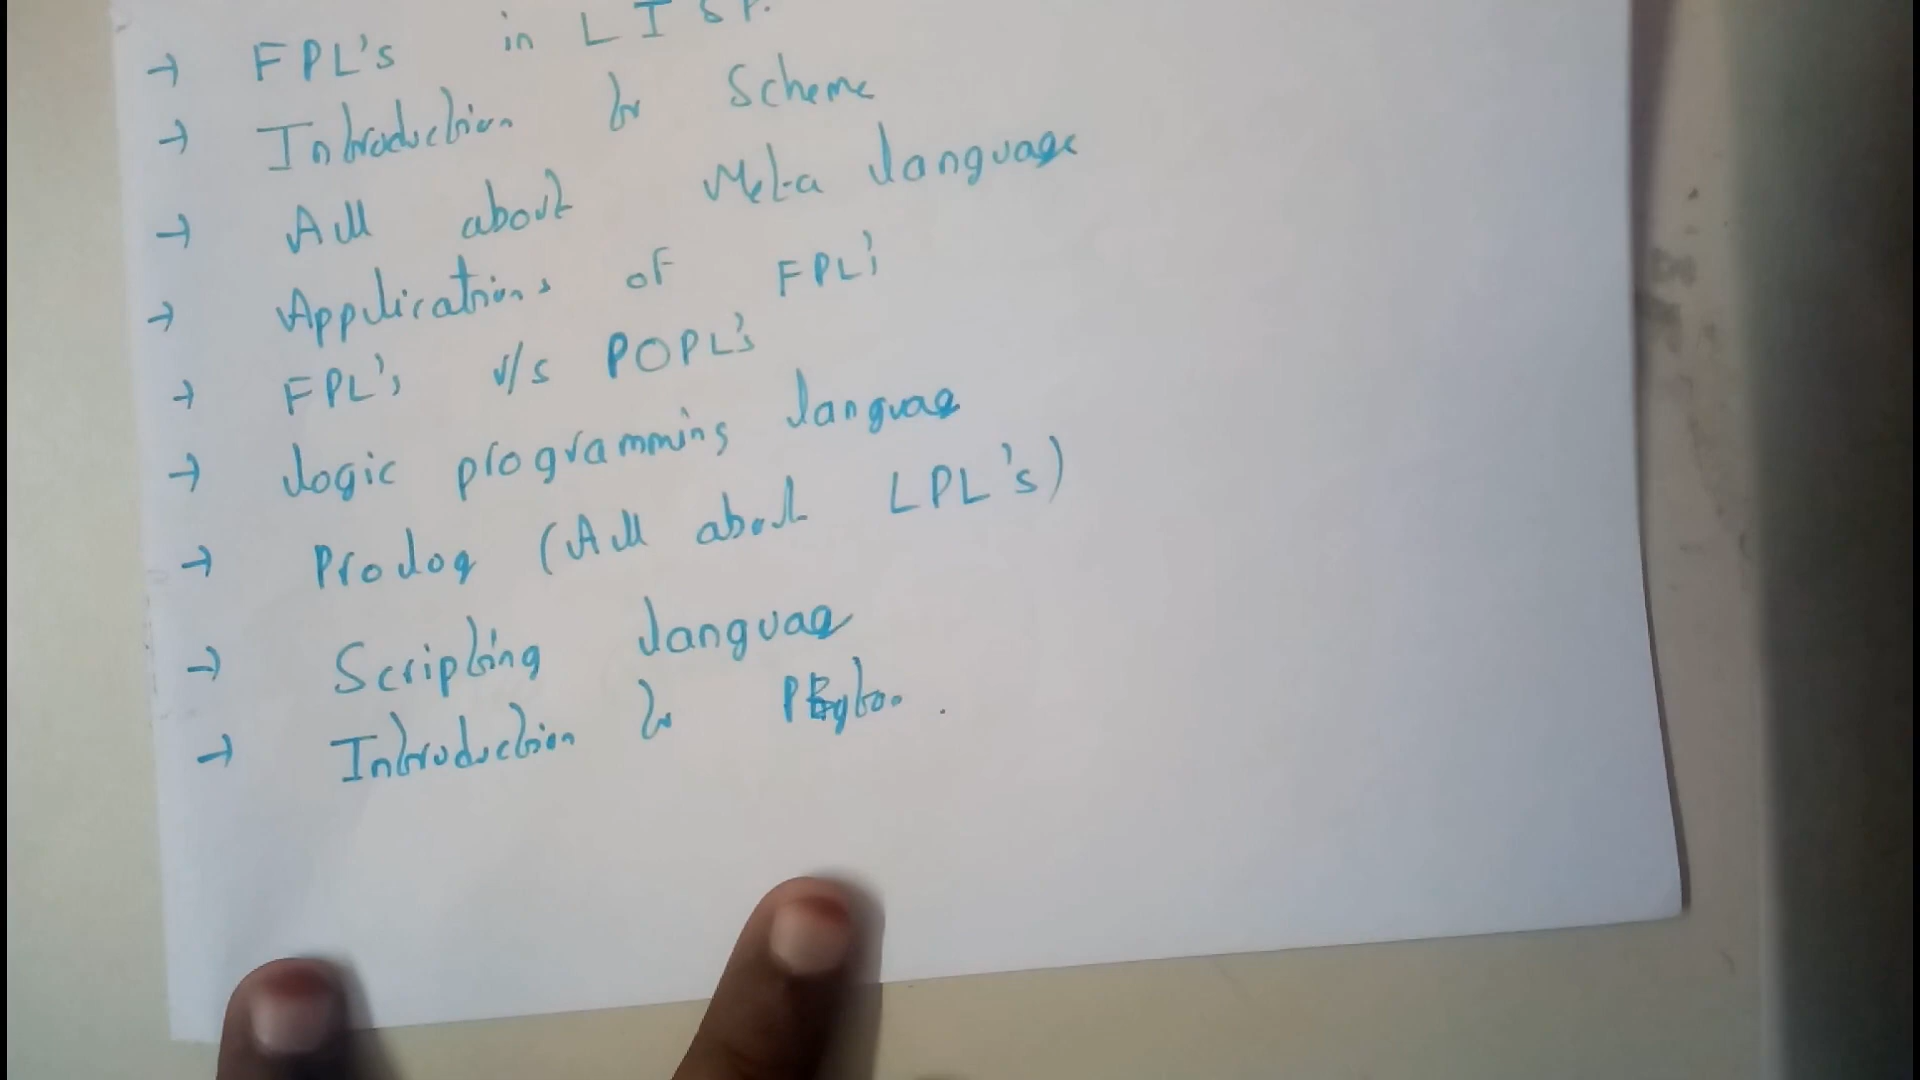 → FPL's in LISP.
→ Introduction to Scheme
→ All about Meta language
→ Applications of FPL's
→ FPL's v/s POPL's
→ Logic programming language
→ Prolog (All about LPL's)
→ Scripting language
→ Introduction to Python.